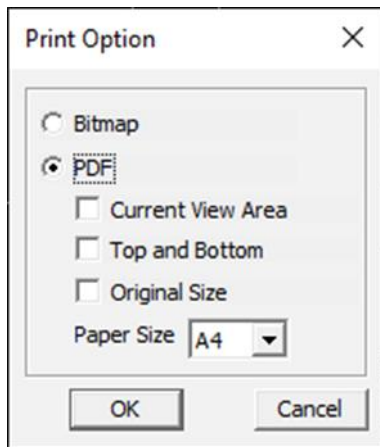 Print Option
Bitmap
PDF
Current View Area
Top and Bottom
Original Size
Paper Size A4
OK Cancel